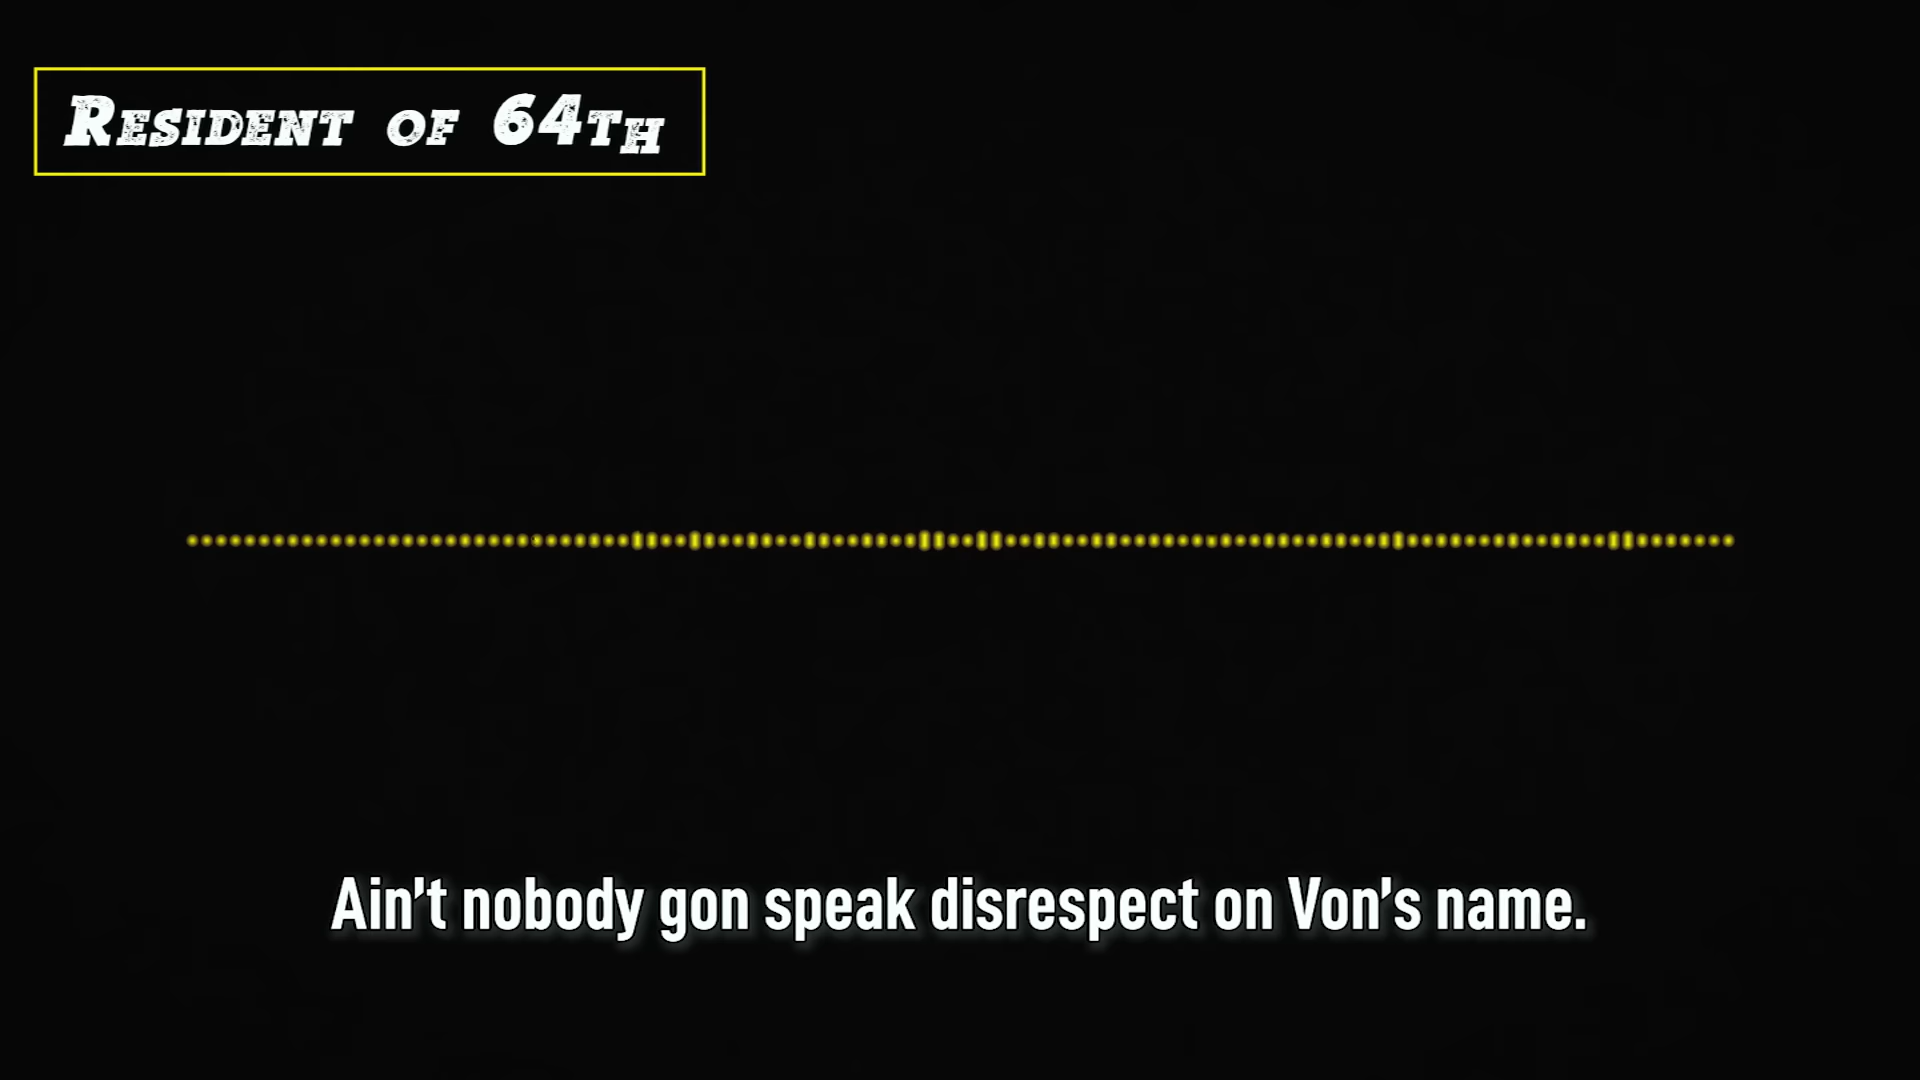 Resident of 64th
Ain't nobody gon speak disrespect on Von's name.